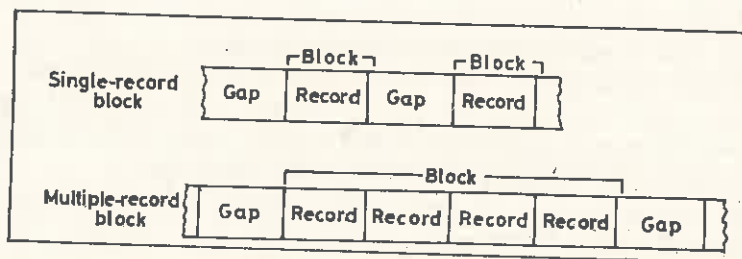 Block Block
Single-record
block
Gap Record Gap Record
Block
Multiple-record
block
Gap Record Record Record Record Gap